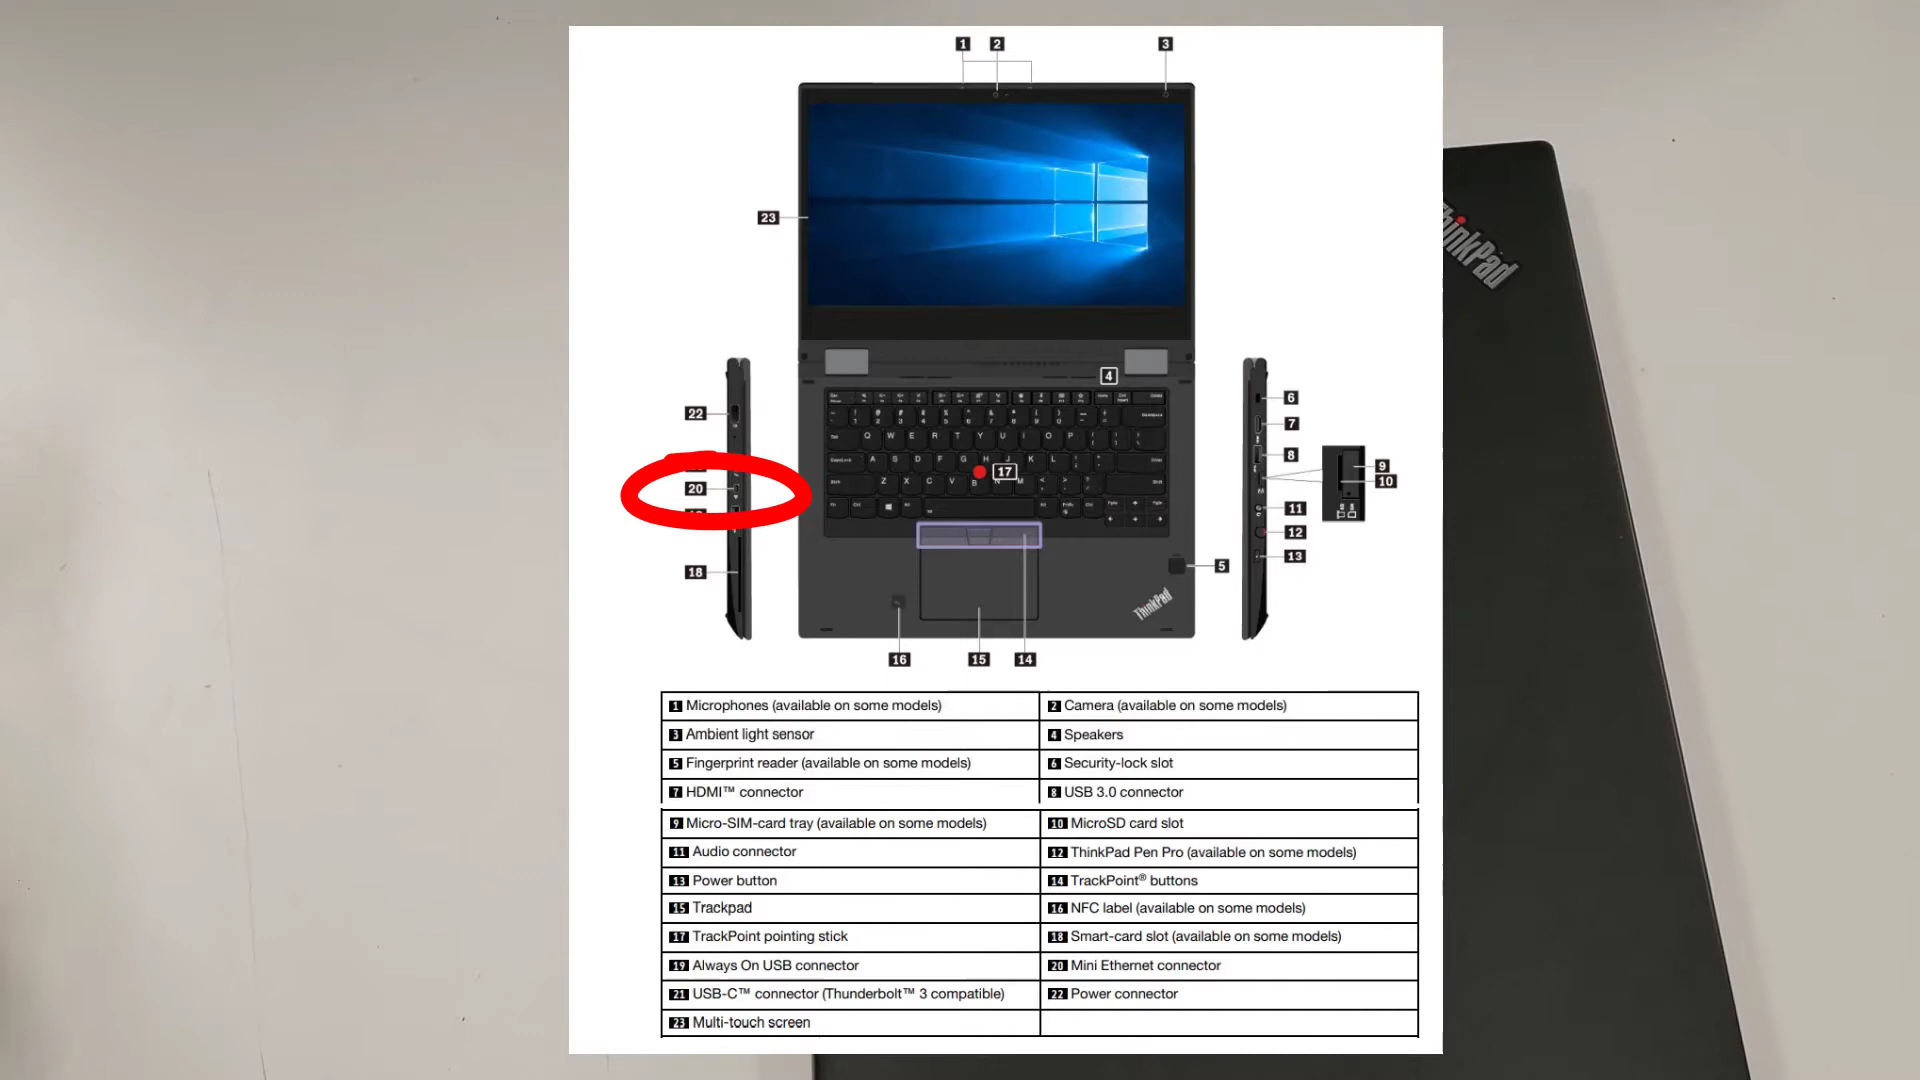 1 2 3
23
4
22
6
7
8
20
17
9
10
11
12
13
18
5
ThinkPad
16 15 14
ThinkPad
1 Microphones (available on some models)
2 Camera (available on some models)
3 Ambient light sensor
4 Speakers
5 Fingerprint reader (available on some models)
6 Security-lock slot
7 HDMI™ connector
8 USB 3.0 connector
9 Micro-SIM-card tray (available on some models)
10 MicroSD card slot
11 Audio connector
12 ThinkPad Pen Pro (available on some models)
13 Power button
14 TrackPoint® buttons
15 Trackpad
16 NFC label (available on some models)
17 TrackPoint pointing stick
18 Smart-card slot (available on some models)
19 Always On USB connector
20 Mini Ethernet connector
21 USB-C™ connector (Thunderbolt™ 3 compatible)
22 Power connector
23 Multi-touch screen